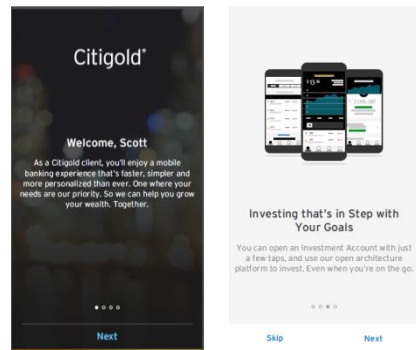 Citigold®
Welcome, Scott
As a Citigold client, you'll enjoy a mobile
banking experience that's faster, simpler and
more personalized than ever. One where your
needs are our priority. So we can help you grow
your wealth. Together.
Next
Investing that's in Step with
Your Goals
You can open an Investment Account with just
a few taps, and use our open architecture
platform to invest. Even when you're on the go.
Skip
Next